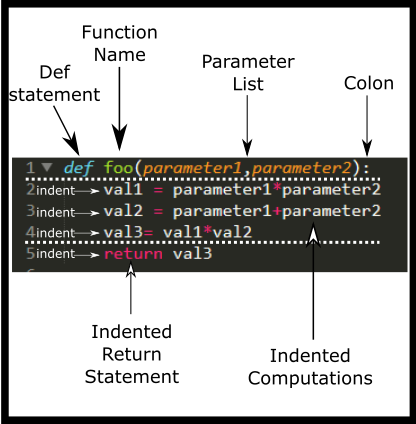 Function
Name
Def
statement
Parameter
List
Colon
1 def foo(parameter1,parameter2):
2 indent val1 = parameter1*parameter2
3 indent val2 = parameter1+parameter2
4 indent val3= val1*val2
5 indent return val3
Indented
Return
Statement
Indented
Computations